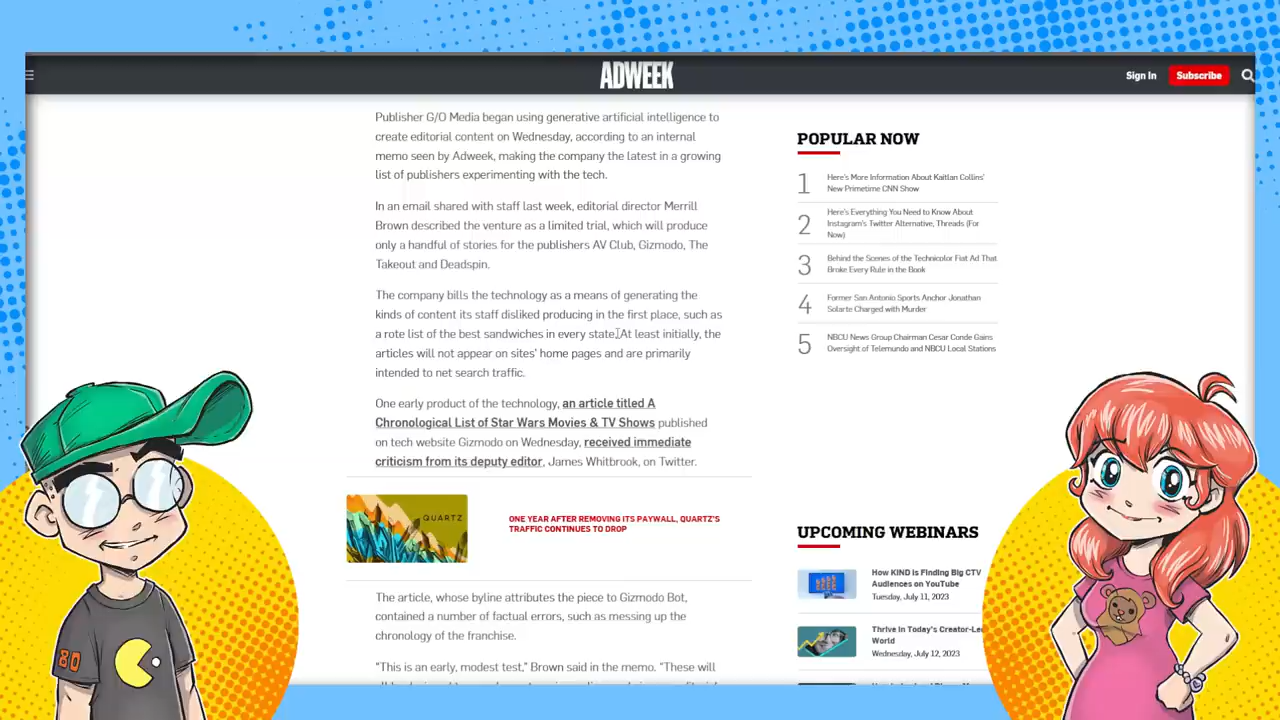 ADWEEK
Sign In
Subscribe
Publisher G/O Media began using generative artificial intelligence to
create editorial content on Wednesday, according to an internal
memo seen by Adweek, making the company the latest in a growing
list of publishers experimenting with the tech.
In an email shared with staff last week, editorial director Merrill
Brown described the venture as a limited trial, which will produce
only a handful of stories for the publishers AV Club, Gizmodo, The
Takeout and Deadspin.
The company bills the technology as a means of generating the
kinds of content its staff disliked producing in the first place, such as
a rote list of the best sandwiches in every state. At least initially, the
articles will not appear on sites' home pages and are primarily
intended to net search traffic.
One early product of the technology, an article titled A
Chronological List of Star Wars Movies & TV Shows published
on tech website Gizmodo on Wednesday, received immediate
criticism from its deputy editor, James Whitbrook, on Twitter.
QUARTZ
ONE YEAR AFTER REMOVING ITS PAYWALL, QUARTZ'S
TRAFFIC CONTINUES TO DROP
The article, whose byline attributes the piece to Gizmodo Bot,
contained a number of factual errors, such as messing up the
chronology of the franchise.
"This is an early, modest test," Brown said in the memo. "These will
POPULAR NOW
1
Here's More Information About Kaitlan Collins'
New Primetime CNN Show
2
Here's Everything You Need to Know About
Instagram's Twitter Alternative, Threads (For
Now)
3
Behind the Scenes of the Technicolor Fiat Ad That
Broke Every Rule in the Book
4
Former San Antonio Sports Anchor Jonathan
Solarte Charged with Murder
5
NBCU News Group Chairman Cesar Conde Gains
Oversight of Telemundo and NBCU Local Stations
UPCOMING WEBINARS
How KIND is Finding Big CTV
Audiences on YouTube
Tuesday, July 11, 2023
Thrive in Today's Creator-Le
World
Wednesday, July 12, 2023
80